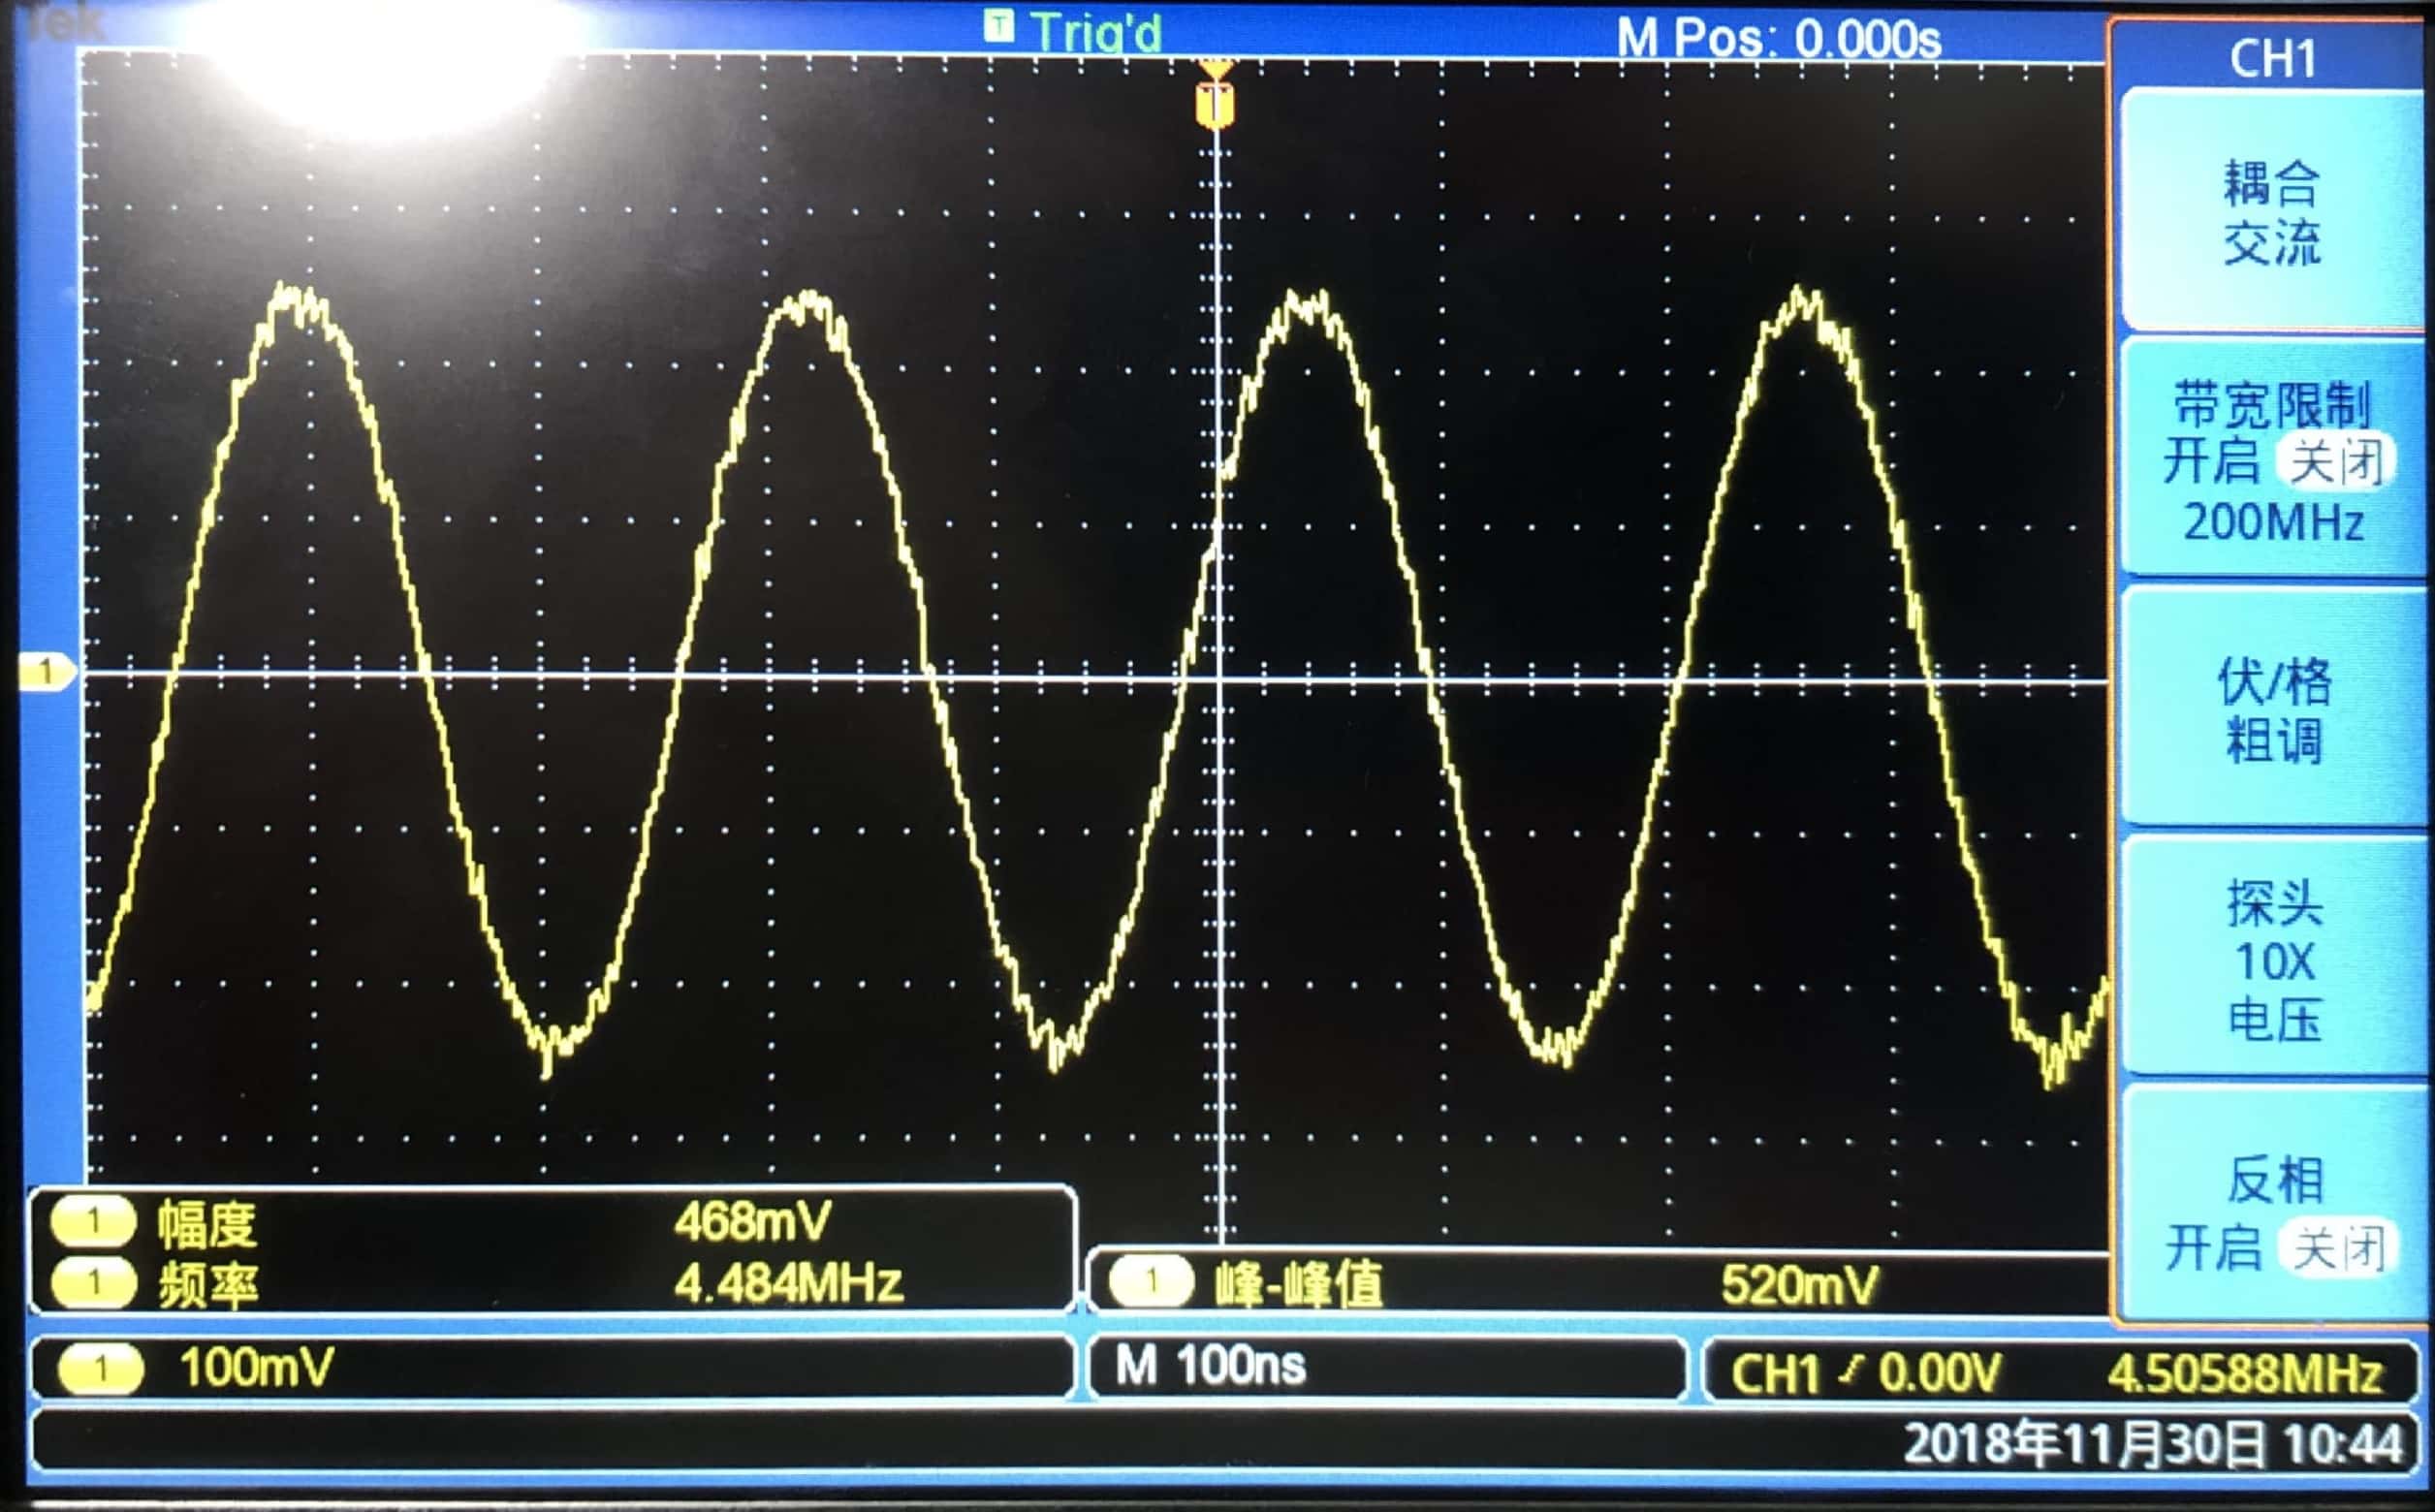 Tek
T Trig'd
M Pos: 0.000s
CH1
T
耦合
交流
带宽限制
开启 关闭
200MHz
伏/格
粗调
探头
10X
电压
反相
开启 关闭
1
1 幅度 468mV
1 频率 4.484MHz
1 峰-峰值 520mV
1 100mV
M 100ns
CH1 0.00V 4.50588MHz
2018年11月30日 10:44